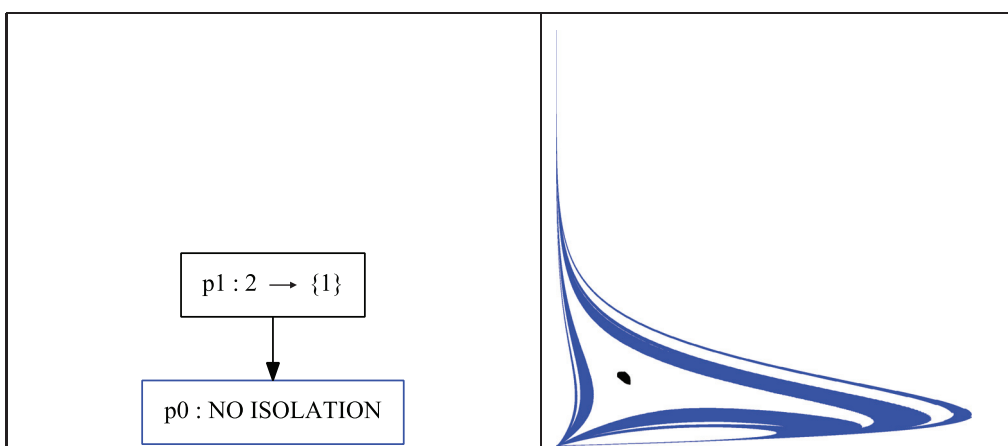 p1 : 2 → {1}
p0 : NO ISOLATION